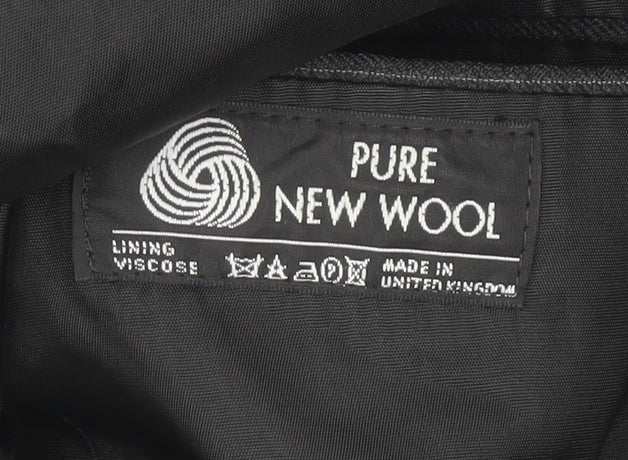 PURE
NEW WOOL
LINING
VISCOSE
P
MADE IN
UNITED KINGDOM